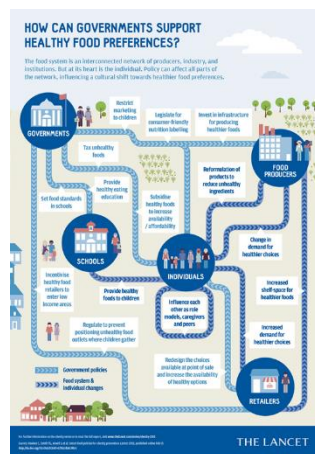 HOW CAN GOVERNMENTS SUPPORT
HEALTHY FOOD PREFERENCES?
The food system is an interconnected network of producers, industry, and
institutions. But at its heart is the individual. Policy can affect all parts of
the network, influencing a cultural shift towards healthier food preferences.
GOVERNMENTS
Restrict
marketing
to children
Legislate for
consumer-friendly
nutrition labelling
Invest in infrastructure
for producing
healthier foods
FOOD
PRODUCERS
Tax unhealthy
foods
Provide
healthy eating
education
Reformulation of
products to
reduce unhealthy
ingredients
Set food standards
in schools
Subsidise
healthy foods
to increase
availability
/ affordability
SCHOOLS
INDIVIDUALS
Change in
demand for
healthier choices
Incentivise
healthy food
retailers to
enter low
income areas
Provide healthy
foods to children
Influence each
other as role
models, caregivers
and peers
Increased
shelf-space for
healthier foods
Regulate to prevent
positioning unhealthy food
outlets where children gather
Increased
demand for
healthier choices
Redesign the choices
available at point of sale
and increase the availability
of healthy options
RETAILERS
Government policies
Food system &
individual changes
THE LANCET